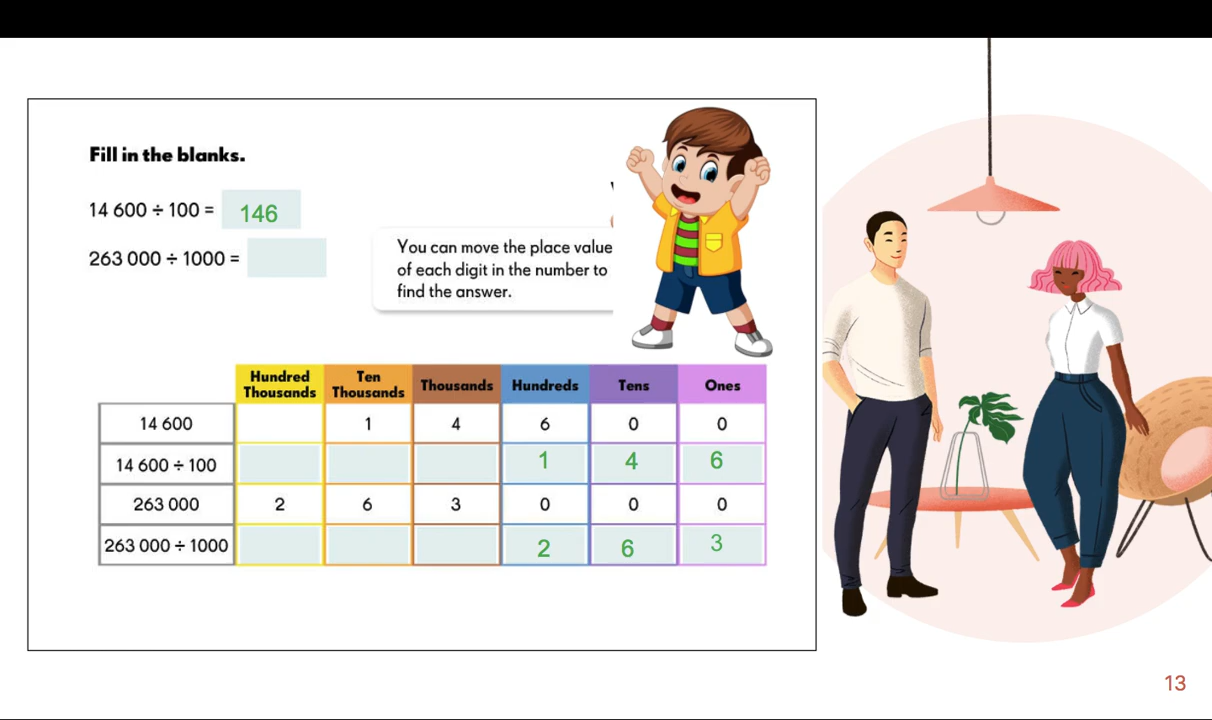 Fill in the blanks.
14 600 ÷ 100 = 146
263 000 ÷ 1000 =
You can move the place value
of each digit in the number to
find the answer.
Hundred Thousands Ten Thousands Thousands Hundreds Tens Ones
14 600 1 4 6 0 0
14 600 ÷ 100 1 4 6
263 000 2 6 3 0 0 0
263 000 ÷ 1000 2 6 3
13